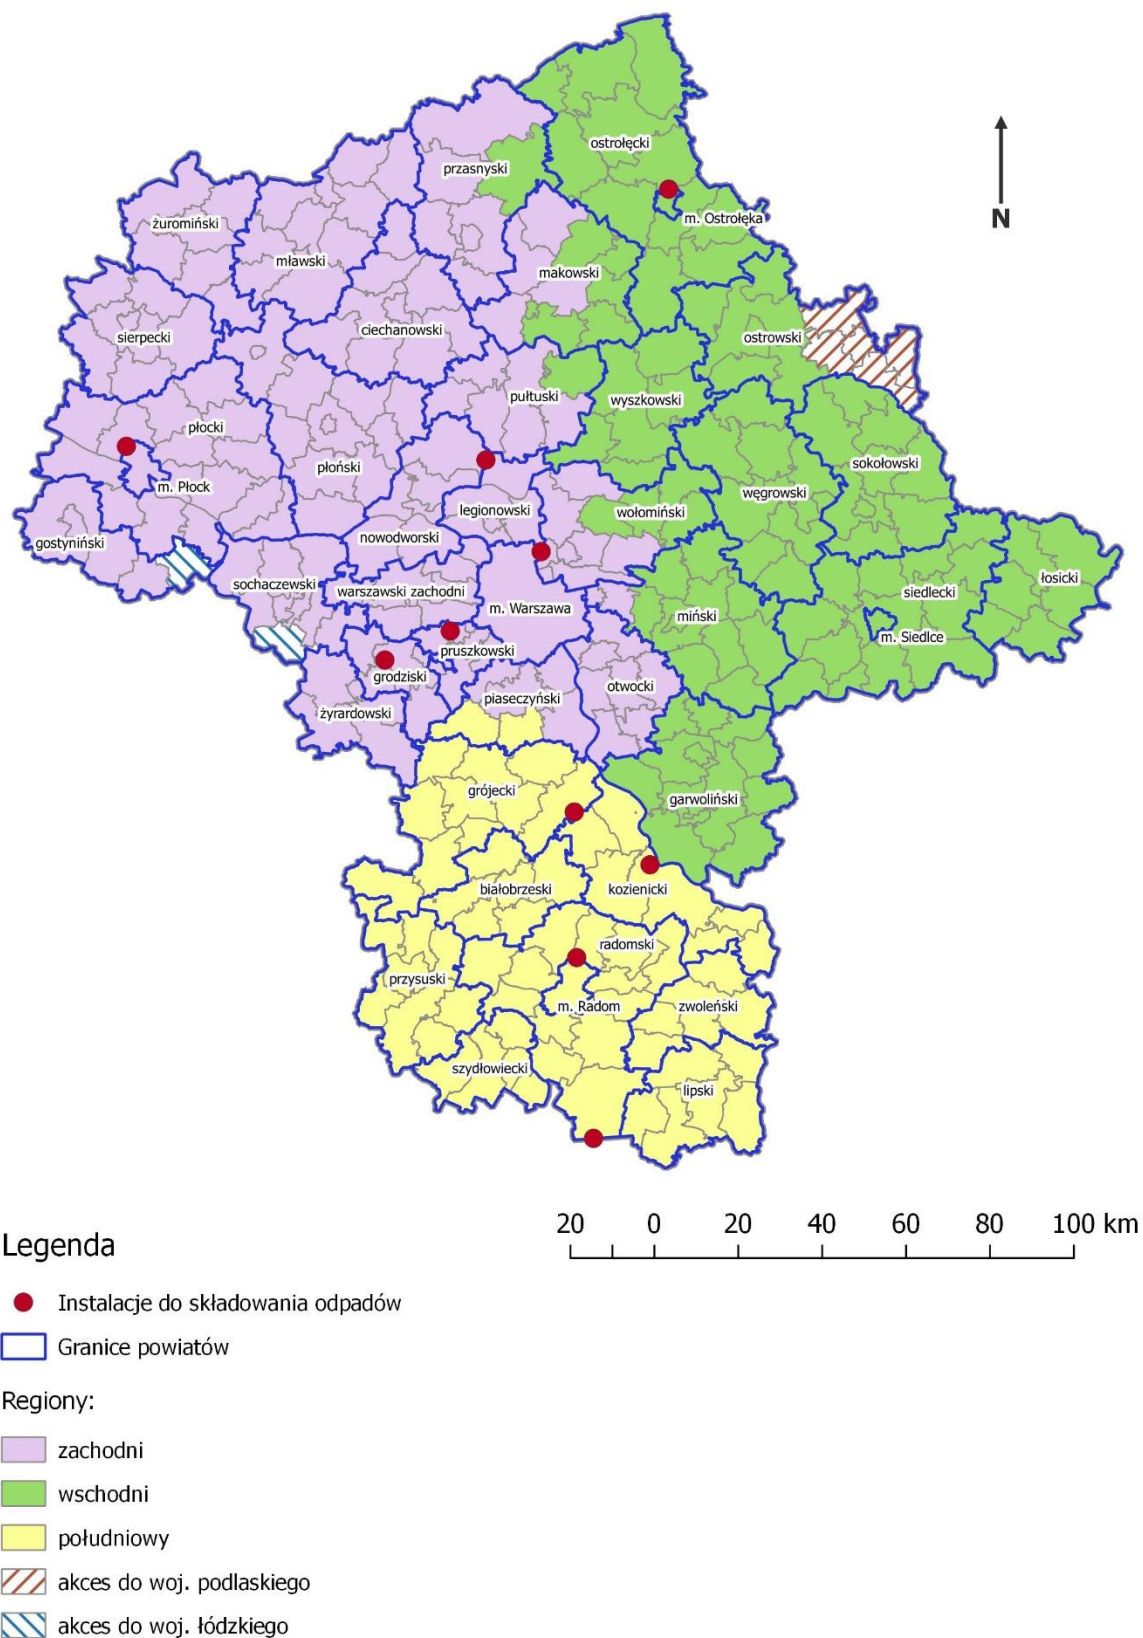 ostrołęcki
przasnyski
N
m. Ostrołęka
żuromiński
mławski
makowski
ciechanowski
sierpecki
ostrowski
pułtuski
wyszkowski
płocki
płoński
sokołowski
m. Płock
węgrowski
legionowski
wołomiński
nowodworski
gostyniński
łosicki
sochaczewski
warszawski zachodni
siedlecki
m. Warszawa
miński
m. Siedlce
pruszkowski
grodziski
otwocki
piaseczyński
żyrardowski
grójecki
garwoliński
białobrzeski
kozienicki
radomski
przysuski
m. Radom
zwoleński
szydłowiecki
lipski
20 0 20 40 60 80 100 km
Legenda
Instalacje do składowania odpadów
Granice powiatów
Regiony:
zachodni
wschodni
południowy
akces do woj. podlaskiego
akces do woj. łódzkiego